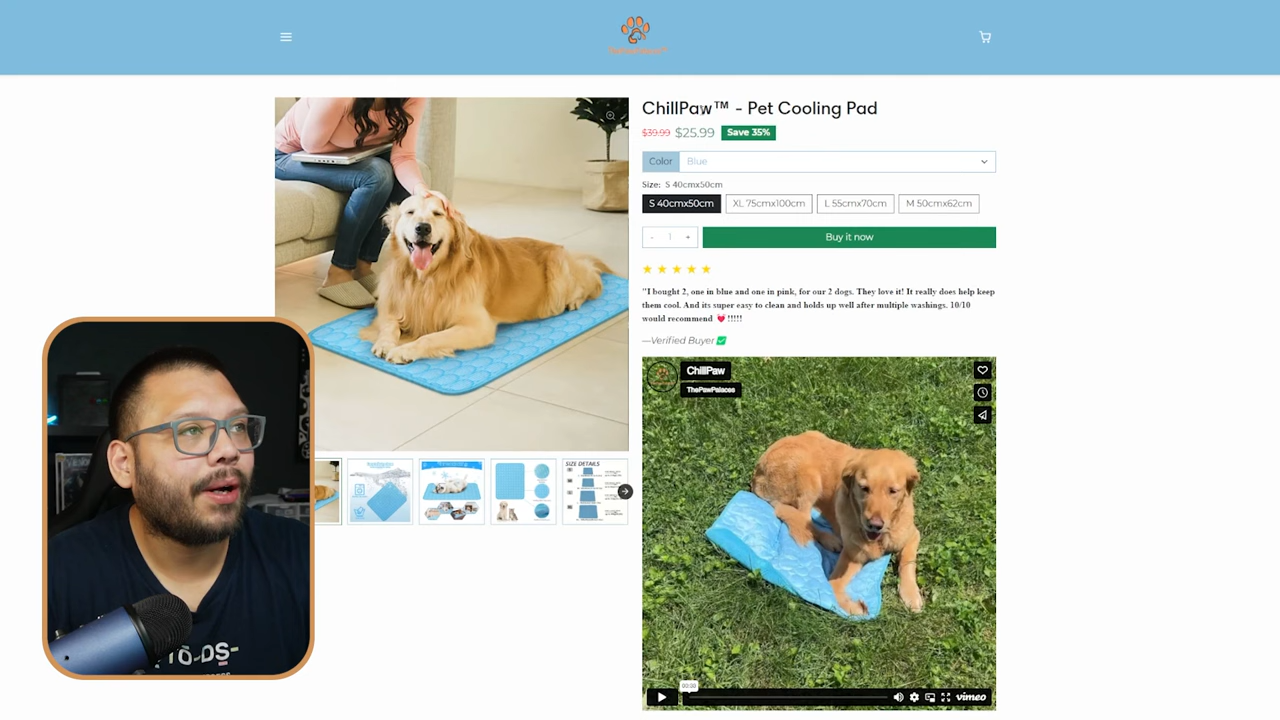 ChillPaw™ - Pet Cooling Pad
$39.99 $25.99 Save 35%
Color Blue
Size: S 40cmx50cm
S 40cmx50cm XL 75cmx100cm L 55cmx70cm M 50cmx62cm
- 1 + Buy it now
"I bought 2, one in blue and one in pink, for our 2 dogs. They love it! It really does help keep
them cool. And its super easy to clean and holds up well after multiple washings. 10/10
would recommend 💓 !!!!!
—Verified Buyer ✅
ChillPaw
ThePawPalaces
SIZE DETAILS
00:00
vimeo